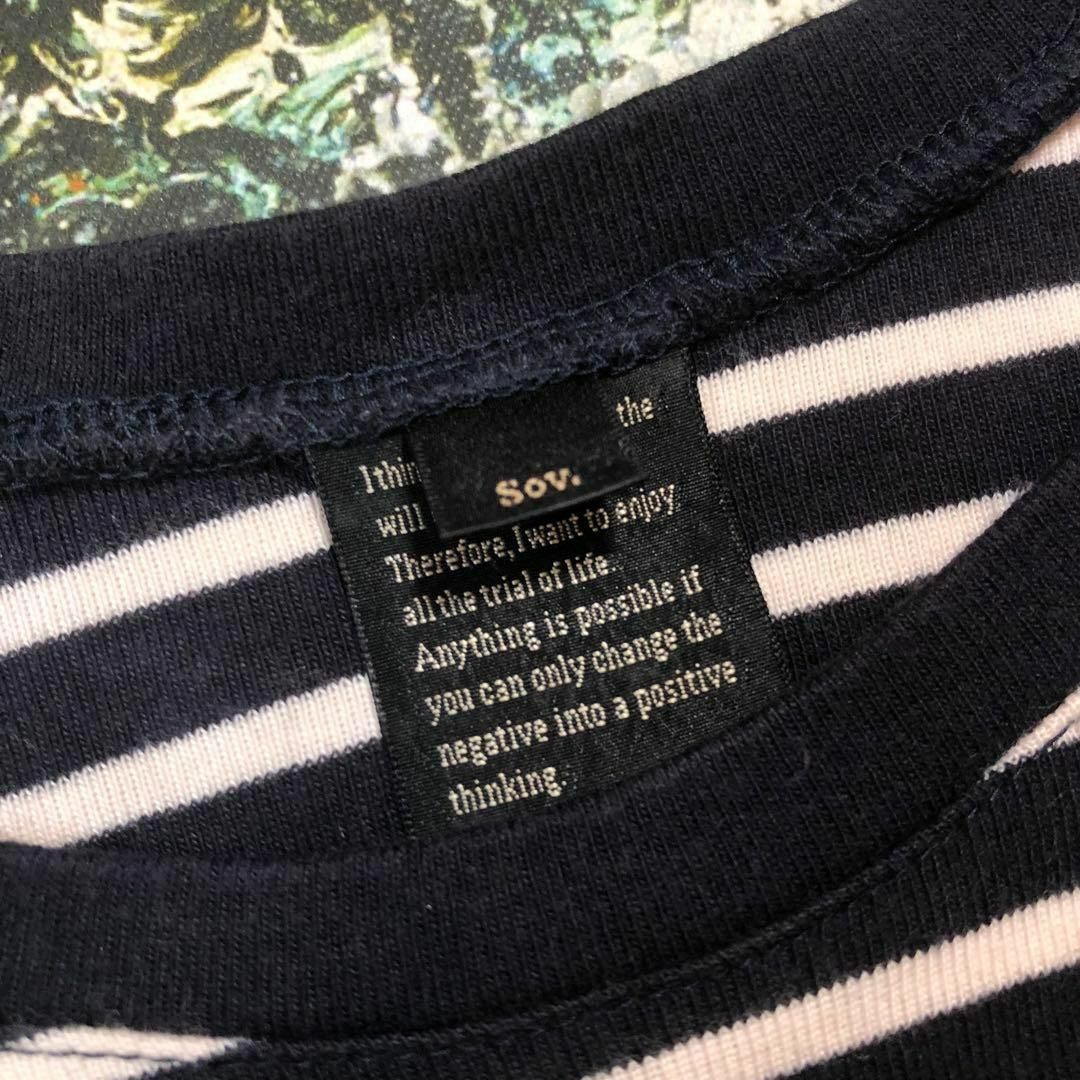 the
I thin
will
Sov.
Therefore, I want to enjoy
all the trial of life
Anything is possible if
you can only change the
negative into a positive
thinking.